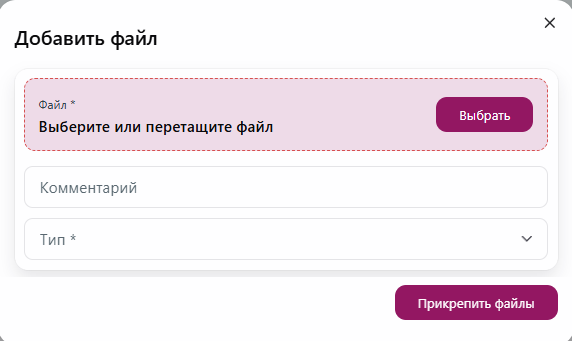 Добавить файл
Файл *
Выберите или перетащите файл
Выбрать
Комментарий
Тип *
Прикрепить файлы